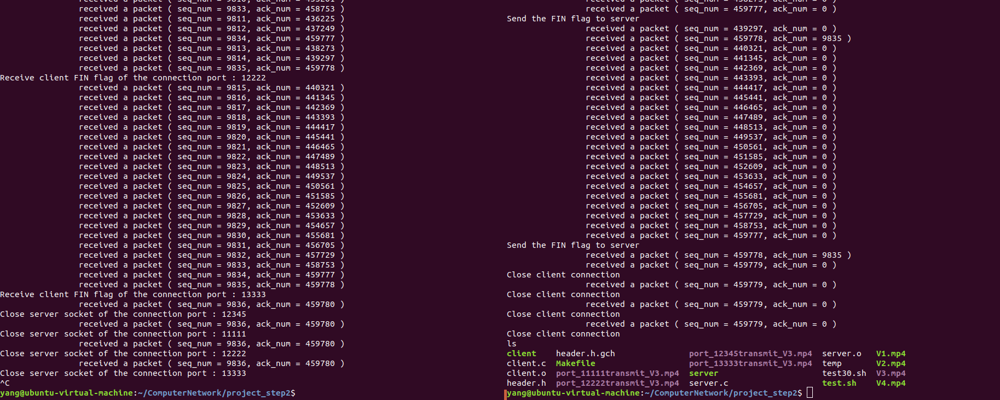 received a packet ( seq_num = 9833, ack_num = 458753 )
received a packet ( seq_num = 9811, ack_num = 436225 )
received a packet ( seq_num = 9812, ack_num = 437249 )
received a packet ( seq_num = 9834, ack_num = 459777 )
received a packet ( seq_num = 9813, ack_num = 438273 )
received a packet ( seq_num = 9814, ack_num = 439297 )
received a packet ( seq_num = 9835, ack_num = 459778 )
Receive client FIN flag of the connection port : 12222
received a packet ( seq_num = 9815, ack_num = 440321 )
received a packet ( seq_num = 9816, ack_num = 441345 )
received a packet ( seq_num = 9817, ack_num = 442369 )
received a packet ( seq_num = 9818, ack_num = 443393 )
received a packet ( seq_num = 9819, ack_num = 444417 )
received a packet ( seq_num = 9820, ack_num = 445441 )
received a packet ( seq_num = 9821, ack_num = 446465 )
received a packet ( seq_num = 9822, ack_num = 447489 )
received a packet ( seq_num = 9823, ack_num = 448513 )
received a packet ( seq_num = 9824, ack_num = 449537 )
received a packet ( seq_num = 9825, ack_num = 450561 )
received a packet ( seq_num = 9826, ack_num = 451585 )
received a packet ( seq_num = 9827, ack_num = 452609 )
received a packet ( seq_num = 9828, ack_num = 453633 )
received a packet ( seq_num = 9829, ack_num = 454657 )
received a packet ( seq_num = 9830, ack_num = 455681 )
received a packet ( seq_num = 9831, ack_num = 456705 )
received a packet ( seq_num = 9832, ack_num = 457729 )
received a packet ( seq_num = 9833, ack_num = 458753 )
received a packet ( seq_num = 9834, ack_num = 459777 )
received a packet ( seq_num = 9835, ack_num = 459778 )
Receive client FIN flag of the connection port : 13333
received a packet ( seq_num = 9836, ack_num = 459780 )
Close server socket of the connection port : 12345
received a packet ( seq_num = 9836, ack_num = 459780 )
Close server socket of the connection port : 11111
received a packet ( seq_num = 9836, ack_num = 459780 )
Close server socket of the connection port : 12222
received a packet ( seq_num = 9836, ack_num = 459780 )
Close server socket of the connection port : 13333
^C
yang@ubuntu-virtual-machine:~/ComputerNetwork/project_step2$
received a packet ( seq_num = 459777, ack_num = 0 )
Send the FIN flag to server
received a packet ( seq_num = 439297, ack_num = 0 )
received a packet ( seq_num = 459778, ack_num = 9835 )
received a packet ( seq_num = 440321, ack_num = 0 )
received a packet ( seq_num = 441345, ack_num = 0 )
received a packet ( seq_num = 442369, ack_num = 0 )
received a packet ( seq_num = 443393, ack_num = 0 )
received a packet ( seq_num = 444417, ack_num = 0 )
received a packet ( seq_num = 445441, ack_num = 0 )
received a packet ( seq_num = 446465, ack_num = 0 )
received a packet ( seq_num = 447489, ack_num = 0 )
received a packet ( seq_num = 448513, ack_num = 0 )
received a packet ( seq_num = 449537, ack_num = 0 )
received a packet ( seq_num = 450561, ack_num = 0 )
received a packet ( seq_num = 451585, ack_num = 0 )
received a packet ( seq_num = 452609, ack_num = 0 )
received a packet ( seq_num = 453633, ack_num = 0 )
received a packet ( seq_num = 454657, ack_num = 0 )
received a packet ( seq_num = 455681, ack_num = 0 )
received a packet ( seq_num = 456705, ack_num = 0 )
received a packet ( seq_num = 457729, ack_num = 0 )
received a packet ( seq_num = 458753, ack_num = 0 )
received a packet ( seq_num = 459777, ack_num = 0 )
Send the FIN flag to server
received a packet ( seq_num = 459778, ack_num = 9835 )
received a packet ( seq_num = 459779, ack_num = 0 )
Close client connection
received a packet ( seq_num = 459779, ack_num = 0 )
Close client connection
received a packet ( seq_num = 459779, ack_num = 0 )
Close client connection
received a packet ( seq_num = 459779, ack_num = 0 )
Close client connection
ls
client header.h.gch port_12345transmit_V3.mp4 server.o V1.mp4
client.c Makefile port_13333transmit_V3.mp4 temp V2.mp4
client.o port_11111transmit_V3.mp4 server test30.sh V3.mp4
header.h port_12222transmit_V3.mp4 server.c test.sh V4.mp4
yang@ubuntu-virtual-machine:~/ComputerNetwork/project_step2$